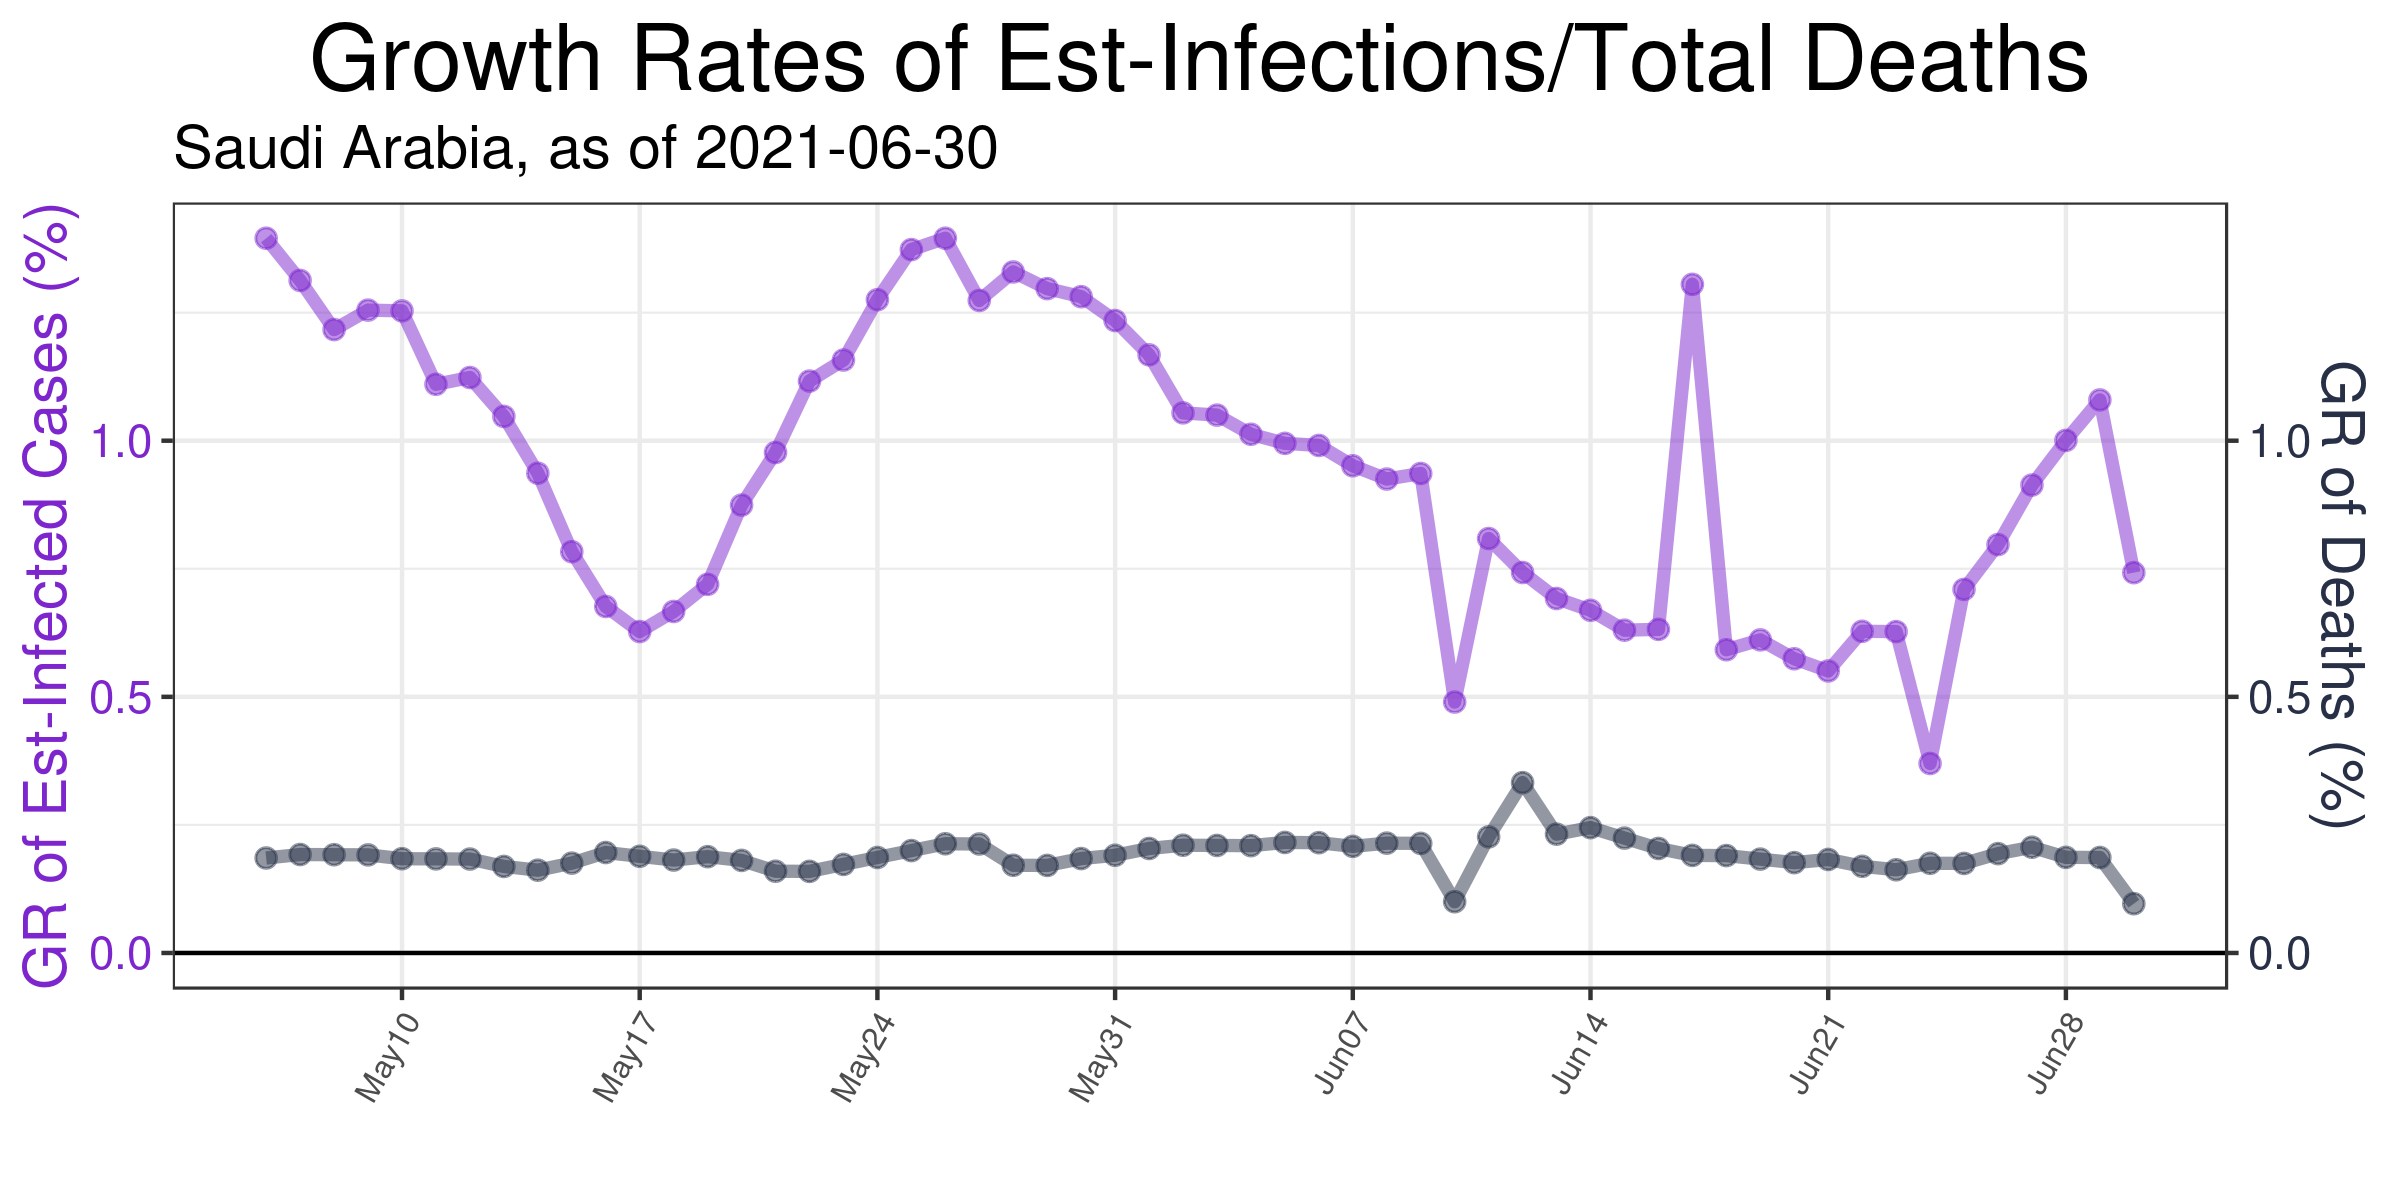 Growth Rates of Est-Infections/Total Deaths
Saudi Arabia, as of 2021-06-30
GR of Est-Infected Cases (%)
1.0
0.5
0.0
GR of Deaths (%)
1.0
0.5
0.0
May10
May17
May24
May31
Jun07
Jun14
Jun21
Jun28